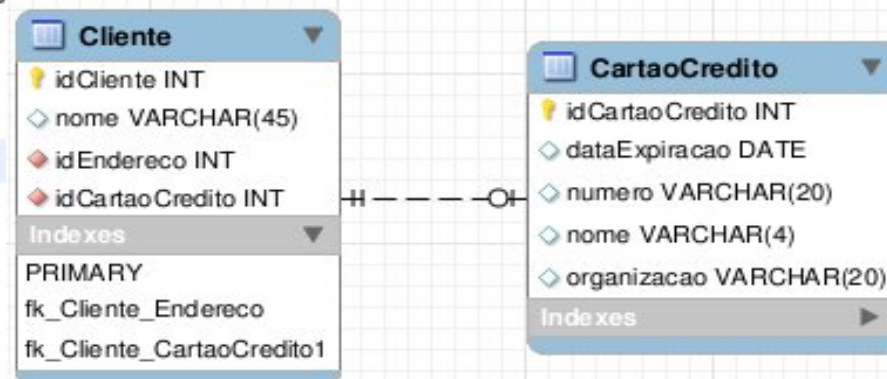 Cliente
idCliente INT
nome VARCHAR(45)
idEndereco INT
idCartaoCredito INT
Indexes
PRIMARY
fk_Cliente_Endereco
fk_Cliente_CartaoCredito1
CartaoCredito
idCartaoCredito INT
dataExpiracao DATE
numero VARCHAR(20)
nome VARCHAR(4)
organizacao VARCHAR(20)
Indexes